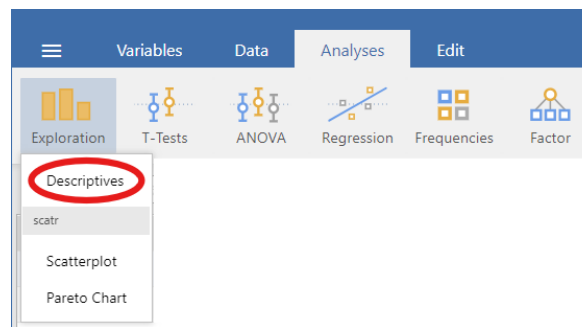 Variables Data Analyses Edit
Exploration T-Tests ANOVA Regression Frequencies Factor
Descriptives
scatr
Scatterplot
Pareto Chart